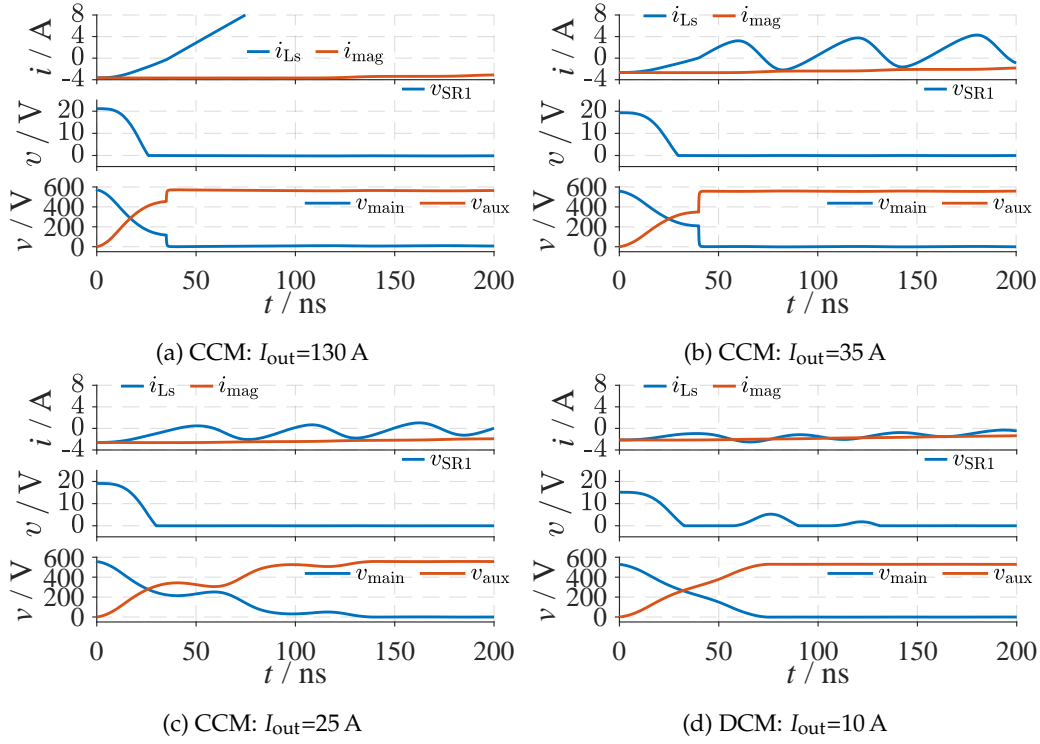 8
4
0
−4
i / A
i_Ls i_mag
20
10
0
v / V
v_SR1
600
400
200
0
v / V
v_main v_aux
0 50 100 150 200
t / ns
(a) CCM: I_out=130 A
8
4
0
−4
i / A
i_Ls i_mag
20
10
0
v / V
v_SR1
600
400
200
0
v / V
v_main v_aux
0 50 100 150 200
t / ns
(b) CCM: I_out=35 A
8
4
0
−4
i / A
i_Ls i_mag
20
10
0
v / V
v_SR1
600
400
200
0
v / V
v_main v_aux
0 50 100 150 200
t / ns
(c) CCM: I_out=25 A
8
4
0
−4
i / A
i_Ls i_mag
20
10
0
v / V
v_SR1
600
400
200
0
v / V
v_main v_aux
0 50 100 150 200
t / ns
(d) DCM: I_out=10 A